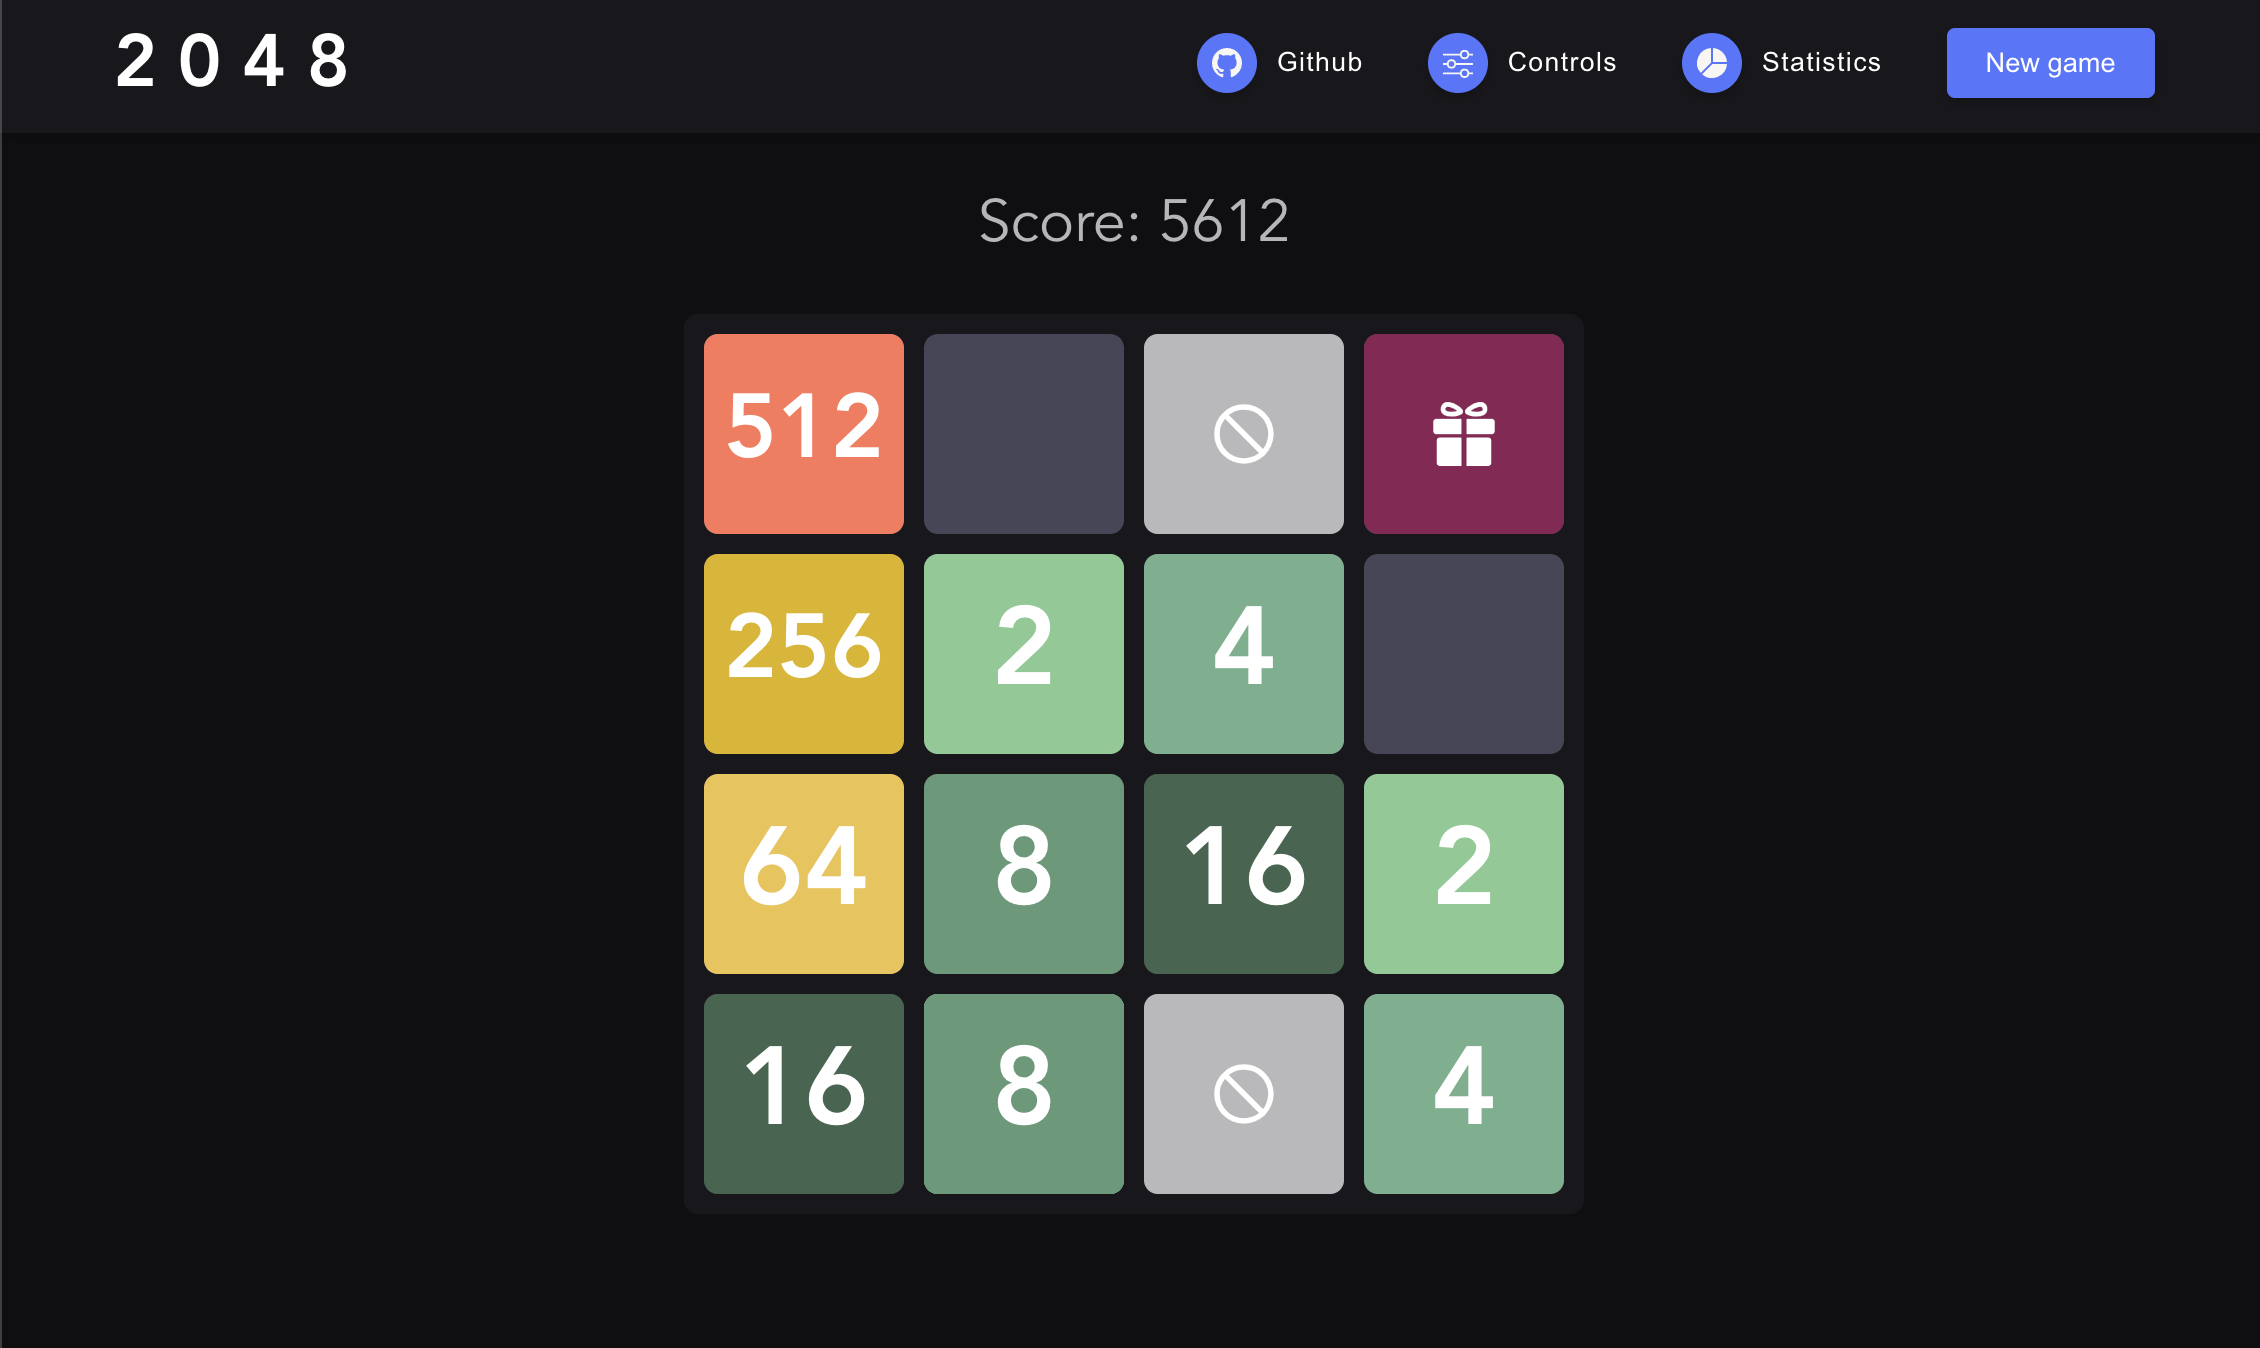 2048
Github
Controls
Statistics
New game
Score: 5612
512
256 2 4
64 8 16 2
16 8 4